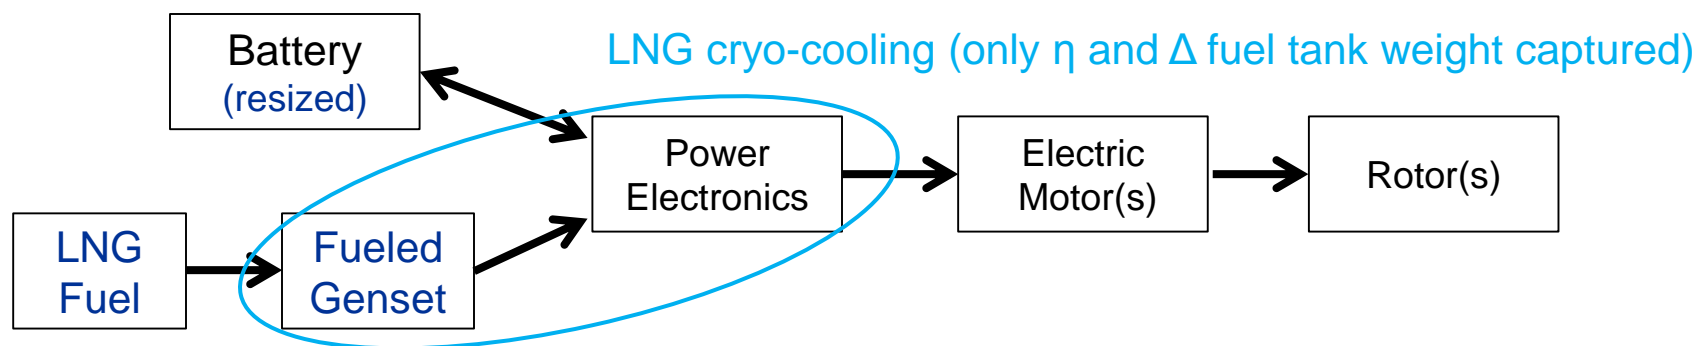 LNG cryo-cooling (only η and Δ fuel tank weight captured)
Battery
(resized)
Power
Electronics
Electric
Motor(s)
Rotor(s)
LNG
Fuel
Fueled
Genset